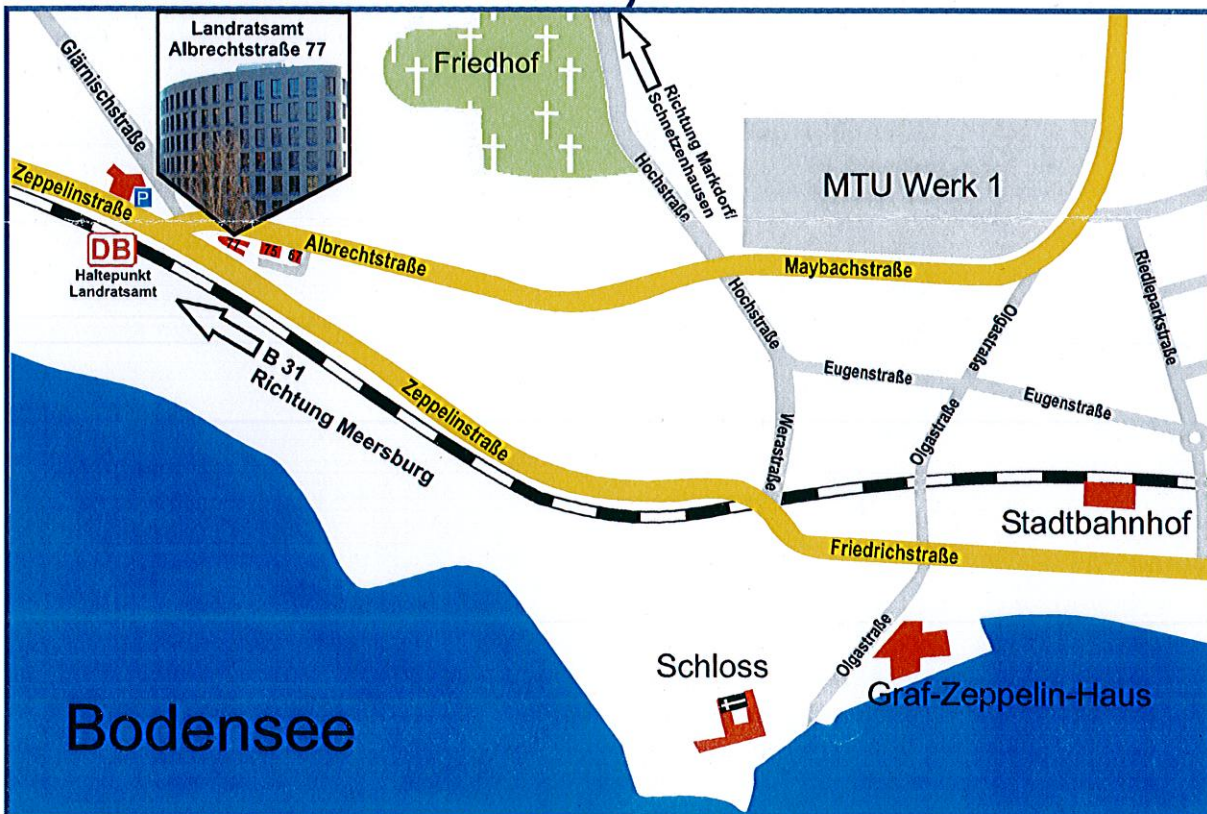 Landratsamt
Albrechtstraße 77
Glärnischstraße
Friedhof
Richtung Markdorf/
Schnetzenhausen
Hochstraße
MTU Werk 1
Zeppelinstraße
P
DB
Haltepunkt
Landratsamt
77
75
67
Albrechtstraße
Maybachstraße
Hochstraße
Olgastraße
Riedleparkstraße
B 31
Richtung Meersburg
Zeppelinstraße
Eugenstraße
Eugenstraße
Werastraße
Olgastraße
Stadtbahnhof
Friedrichstraße
Olgastraße
Schloss
Graf-Zeppelin-Haus
Bodensee